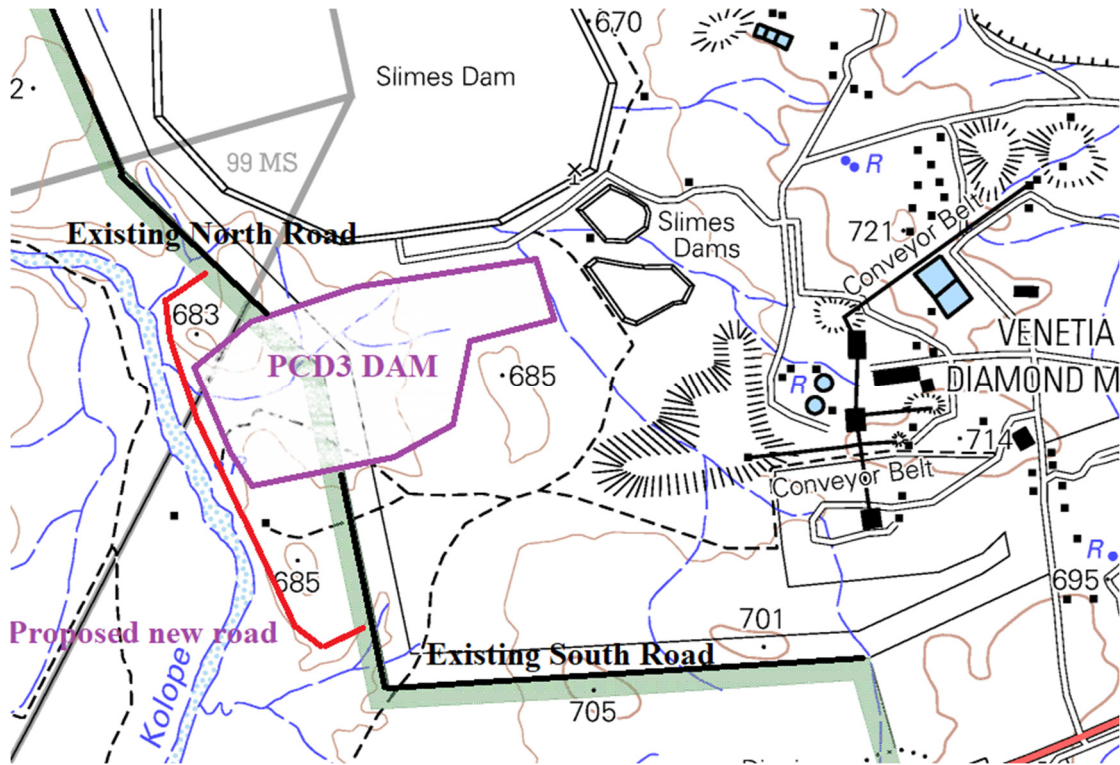 670
2
Slimes Dam
99 MS
R
Slimes
Dams
721
Conveyor Belt
Existing North Road
683
VENETIA
PCD3 DAM
685
R
DIAMOND M
714
Conveyor Belt
685
R
695
701
Proposed new road
Existing South Road
Kolope
705